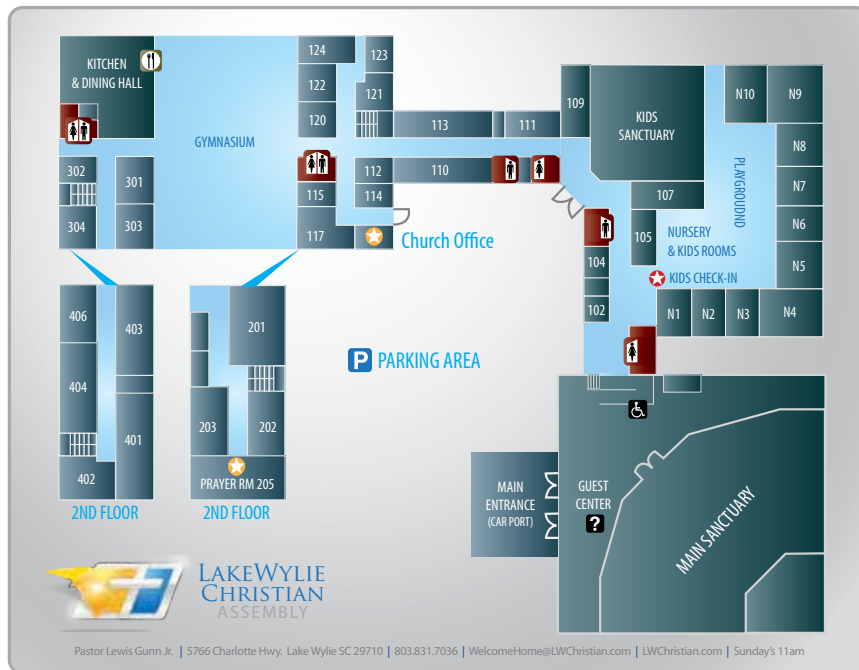 KITCHEN
& DINING HALL
GYMNASIUM
124
123
122
121
120
113
111
109
KIDS
SANCTUARY
N10
N9
N8
N7
N6
N5
PLAYGROUDND
302
301
304
303
115
117
112
114
110
107
105
104
102
NURSERY
& KIDS ROOMS
KIDS CHECK-IN
N1
N2
N3
N4
Church Office
406
403
404
401
402
2ND FLOOR
201
203
202
PRAYER RM 205
2ND FLOOR
P PARKING AREA
MAIN
ENTRANCE
(CAR PORT)
GUEST
CENTER
?
MAIN SANCTUARY
LAKEWYLIE
CHRISTIAN
ASSEMBLY
Pastor Lewis Gunn Jr. | 5766 Charlotte Hwy. Lake Wylie SC 29710 | 803.831.7036 | WelcomeHome@LWChristian.com | LWChristian.com | Sunday's 11am